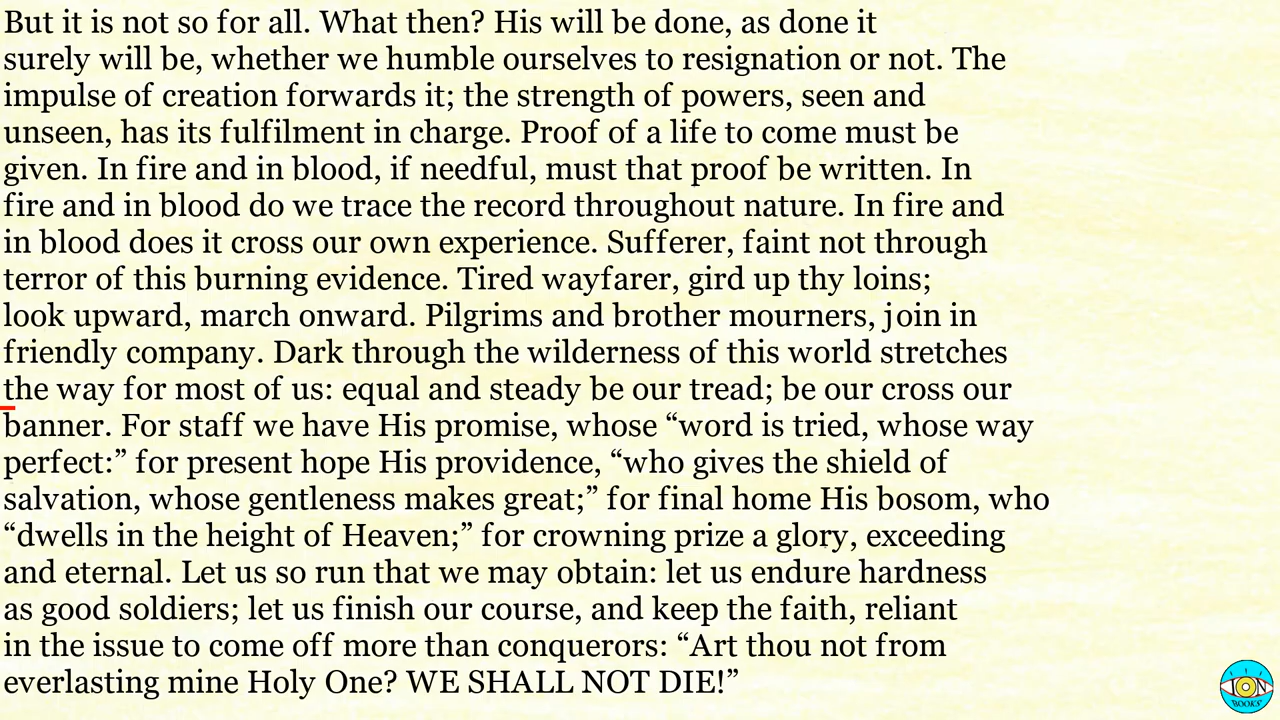 But it is not so for all. What then? His will be done, as done it
surely will be, whether we humble ourselves to resignation or not. The
impulse of creation forwards it; the strength of powers, seen and
unseen, has its fulfilment in charge. Proof of a life to come must be
given. In fire and in blood, if needful, must that proof be written. In
fire and in blood do we trace the record throughout nature. In fire and
in blood does it cross our own experience. Sufferer, faint not through
terror of this burning evidence. Tired wayfarer, gird up thy loins;
look upward, march onward. Pilgrims and brother mourners, join in
friendly company. Dark through the wilderness of this world stretches
the way for most of us: equal and steady be our tread; be our cross our
banner. For staff we have His promise, whose “word is tried, whose way
perfect:” for present hope His providence, “who gives the shield of
salvation, whose gentleness makes great;” for final home His bosom, who
“dwells in the height of Heaven;” for crowning prize a glory, exceeding
and eternal. Let us so run that we may obtain: let us endure hardness
as good soldiers; let us finish our course, and keep the faith, reliant
in the issue to come off more than conquerors: “Art thou not from
everlasting mine Holy One? WE SHALL NOT DIE!”
ION
BOOKS